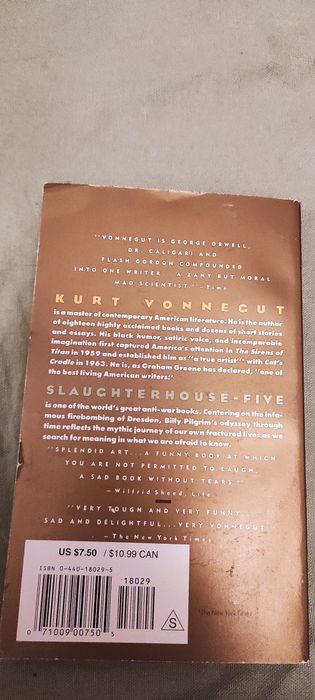 "VONNEGUT IS GEORGE ORWELL,
DR. CALIGARI AND
FLASH GORDON COMPOUNDED
INTO ONE WRITER... A ZANY BUT MORAL
MAD SCIENTIST." —Time
KURT VONNEGUT
is a master of contemporary American literature. He is the author
of eighteen highly acclaimed books and dozens of short stories
and essays. His black humor, satiric voice, and incomparable
imagination first captured America's attention in The Sirens of
Titan in 1959 and established him as "a true artist" with Cat's
Cradle in 1963. He is, as Graham Greene has declared, "one of
the best living American writers."
SLAUGHTERHOUSE-FIVE
is one of the world's great anti-war books. Centering on the infa-
mous firebombing of Dresden, Billy Pilgrim's odyssey through
time reflects the mythic journey of our own fractured lives as we
search for meaning in what we are afraid to know.
"SPLENDID ART... A FUNNY BOOK AT WHICH
YOU ARE NOT PERMITTED TO LAUGH,
A SAD BOOK WITHOUT TEARS."
—Wilfrid Sheed, Life
"VERY TOUGH AND VERY FUNNY...
SAD AND DELIGHTFUL... VERY VONNEGUT."
—The New York Times
US $7.50 / $10.99 CAN
ISBN 0-440-18029-5
18029
0 71009 00750 5
S
*The New York Times